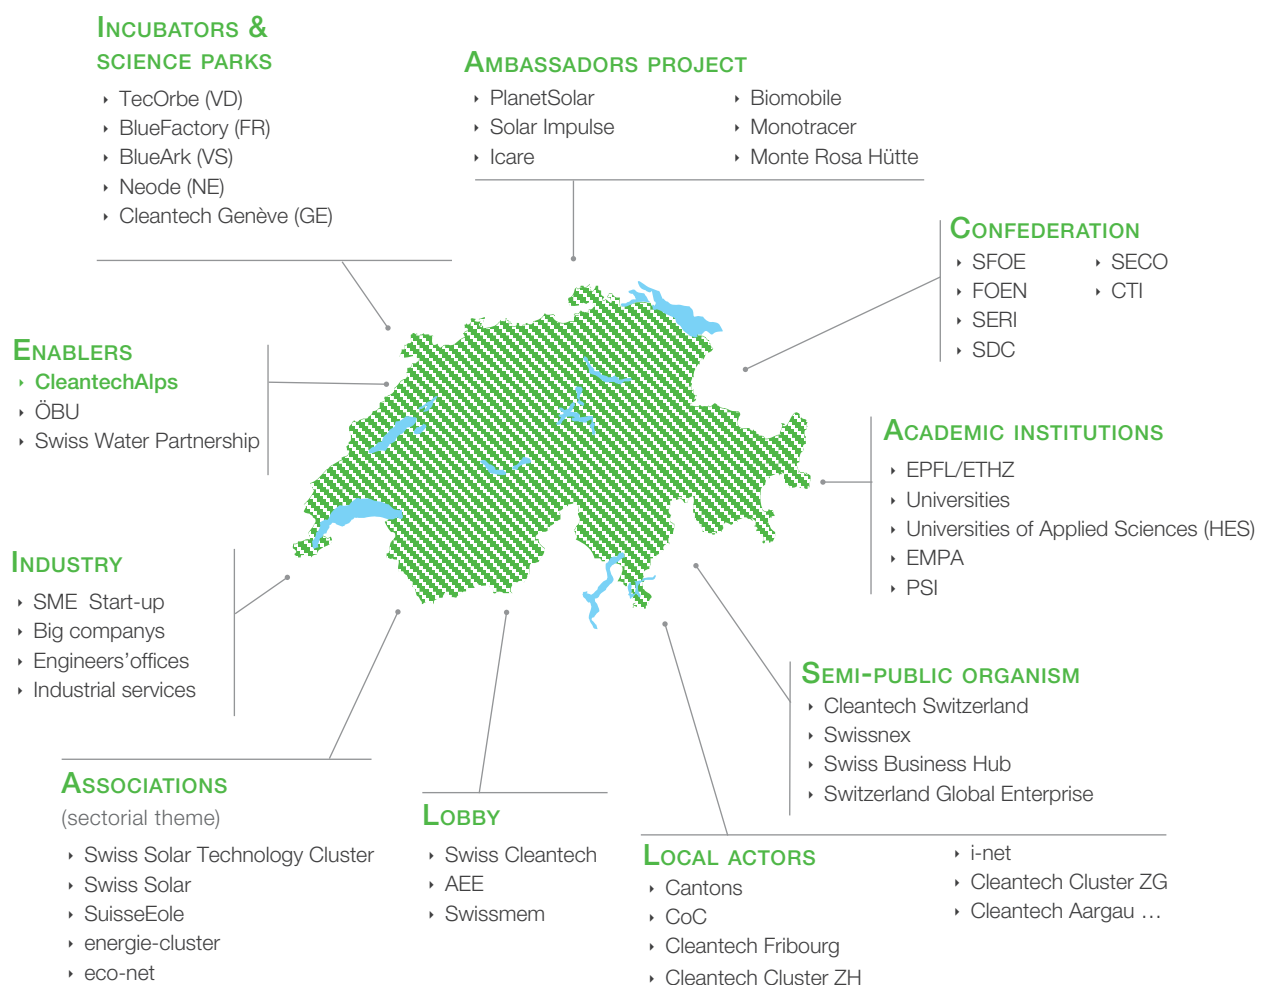 Incubators &
science parks
TecOrbe (VD)
BlueFactory (FR)
BlueArk (VS)
Neode (NE)
Cleantech Genève (GE)
Ambassadors project
PlanetSolar
Solar Impulse
Icare
Biomobile
Monotracer
Monte Rosa Hütte
Confederation
SFOE
FOEN
SERI
SDC
SECO
CTI
Enablers
CleantechAlps
ÖBU
Swiss Water Partnership
Academic institutions
EPFL/ETHZ
Universities
Universities of Applied Sciences (HES)
EMPA
PSI
Industry
SME Start-up
Big companys
Engineers’offices
Industrial services
Semi-public organism
Cleantech Switzerland
Swissnex
Swiss Business Hub
Switzerland Global Enterprise
Associations
(sectorial theme)
Swiss Solar Technology Cluster
Swiss Solar
SuisseEole
energie-cluster
eco-net
Lobby
Swiss Cleantech
AEE
Swissmem
Local actors
Cantons
CoC
Cleantech Fribourg
Cleantech Cluster ZH
i-net
Cleantech Cluster ZG
Cleantech Aargau …